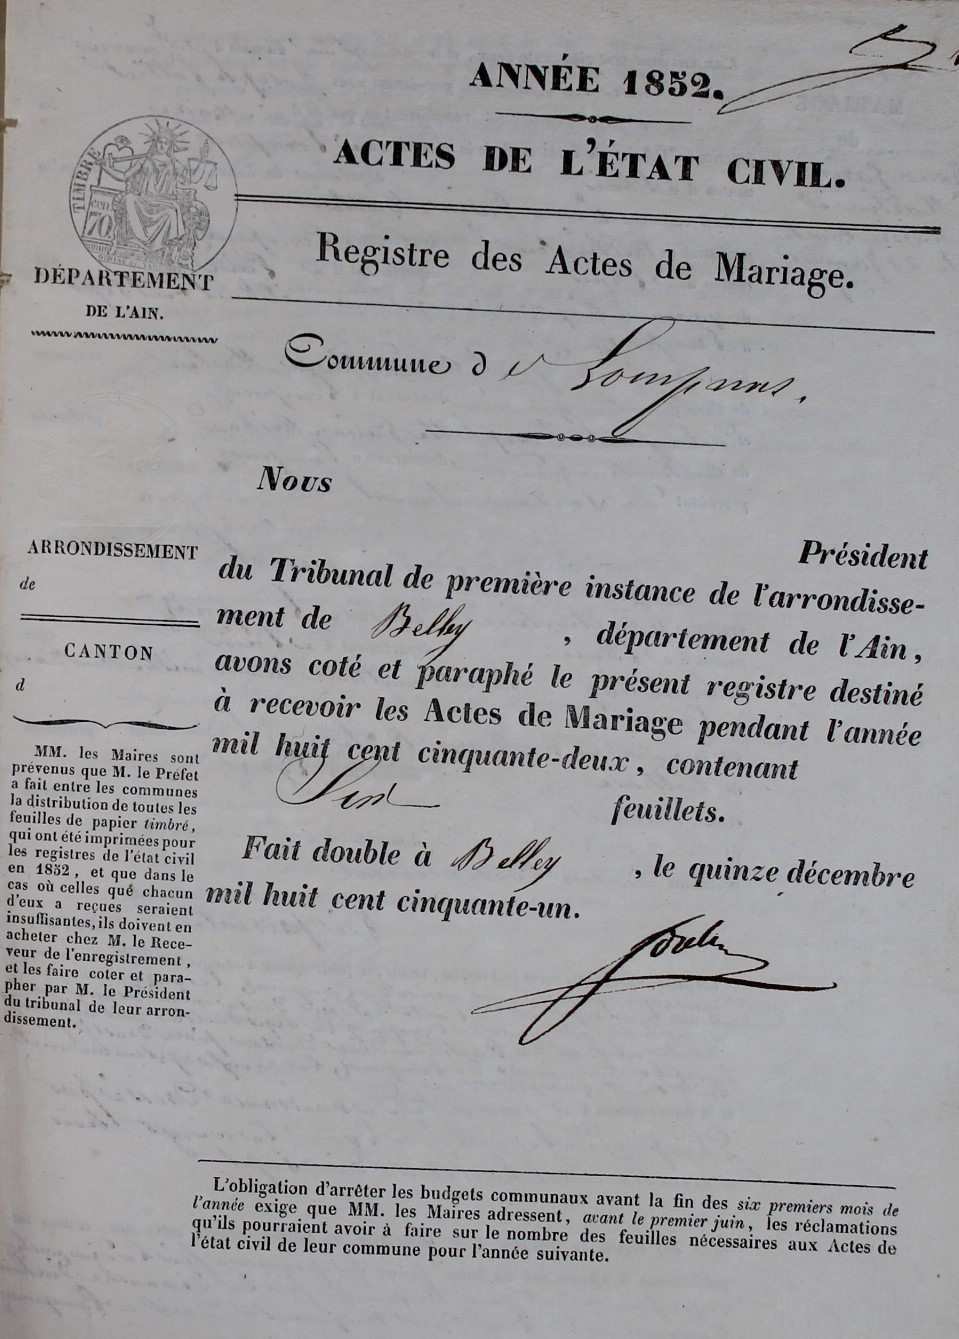 ANNÉE 1852.
ACTES DE L'ÉTAT CIVIL.
TIMBRE
70
DÉPARTEMENT
DE L'AIN.
Registre des Actes de Mariage.
Commune d e Lompnas.
Nous
Président
du Tribunal de première instance de l'arrondisse-
ment de Belley , département de l'Ain,
avons coté et paraphé le présent registre destiné
à recevoir les Actes de Mariage pendant l'année
mil huit cent cinquante-deux, contenant
feuillets.
Fait double à Belley , le quinze décembre
mil huit cent cinquante-un.
ARRONDISSEMENT
de
CANTON
d
MM. les Maires sont
prévenus que M. le Préfet
a fait entre les communes
la distribution de toutes les
feuilles de papier timbré,
qui ont été imprimées pour
les registres de l'état civil
en 1852, et que dans le
cas où celles qué chacun
d'eux a reçues seraient
insuffisantes, ils doivent en
acheter chez M. le Rece-
veur de l'enregistrement,
et les faire coter et para-
pher par M. le Président
du tribunal de leur arron-
dissement.
L'obligation d'arrêter les budgets communaux avant la fin des six premiers mois de
l'année exige que MM. les Maires adressent, avant le premier juin, les réclamations
qu'ils pourraient avoir à faire sur le nombre des feuilles nécessaires aux Actes de
l'état civil de leur commune pour l'année suivante.